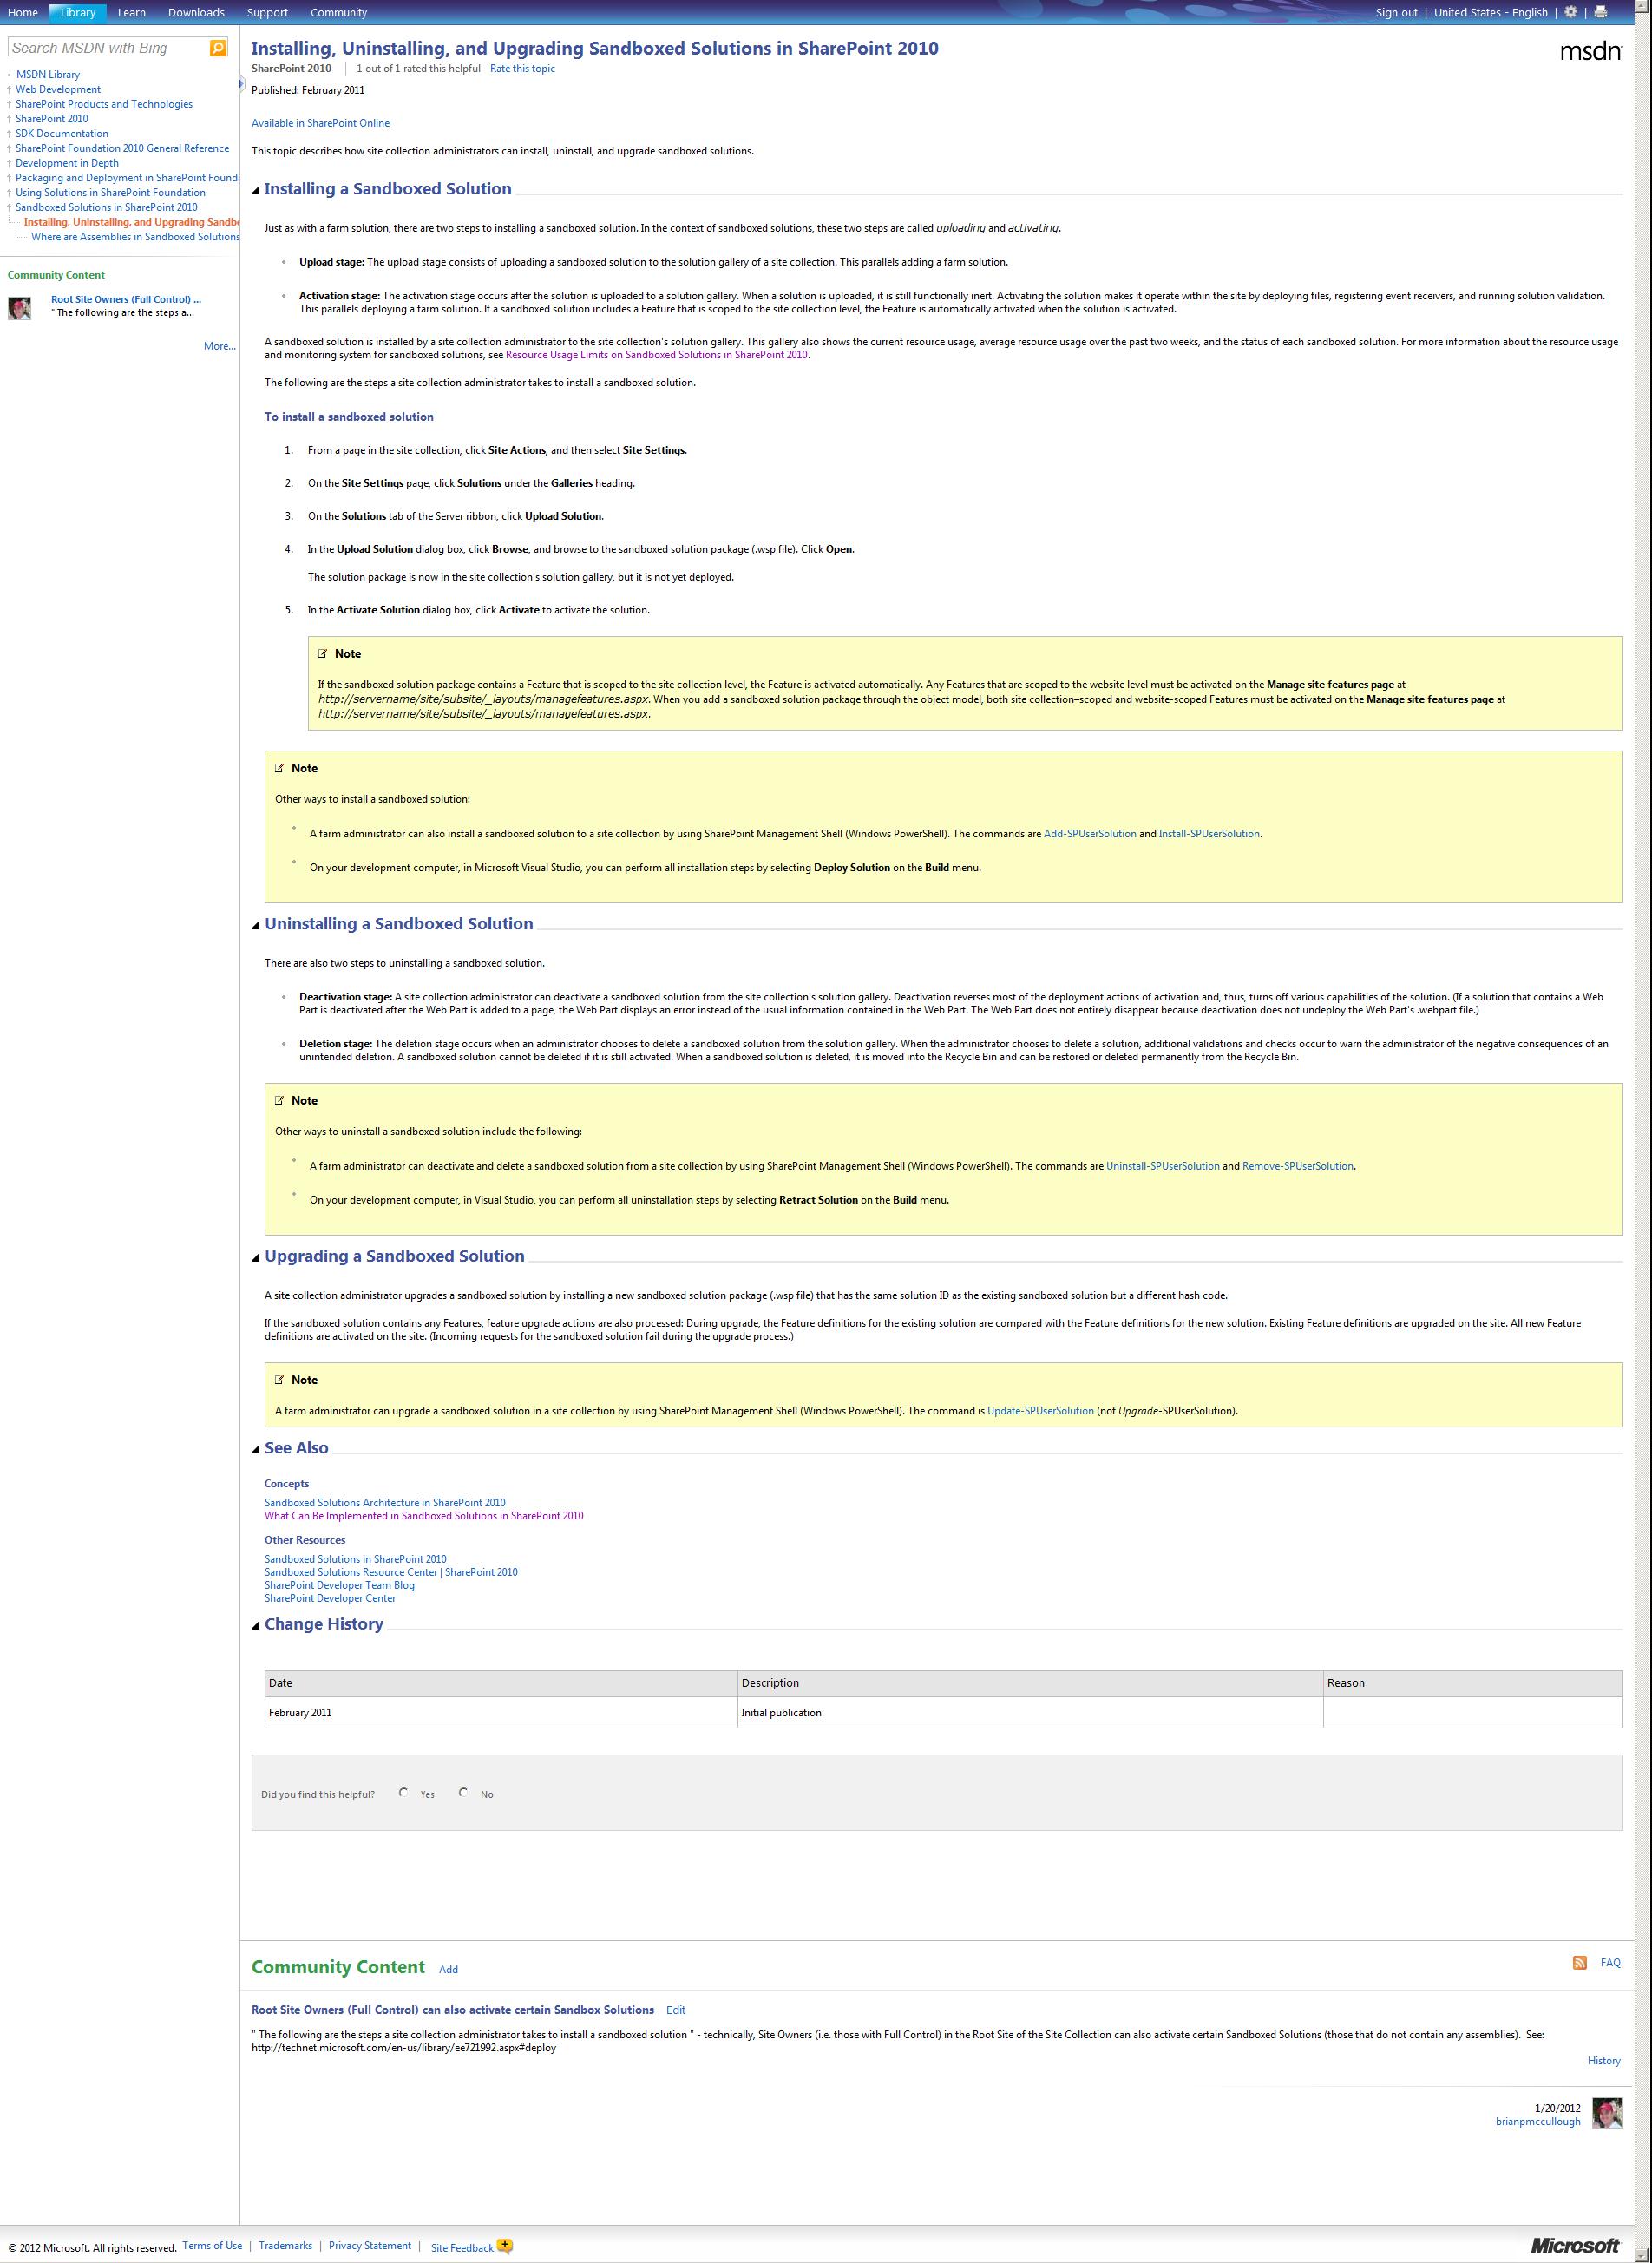 Home Library Learn Downloads Support Community Sign out | United States - English | |
Search MSDN with Bing
MSDN Library
Web Development
SharePoint Products and Technologies
SharePoint 2010
SDK Documentation
SharePoint Foundation 2010 General Reference
Development in Depth
Packaging and Deployment in SharePoint Founda
Using Solutions in SharePoint Foundation
Sandboxed Solutions in SharePoint 2010
Installing, Uninstalling, and Upgrading Sandbo
Where are Assemblies in Sandboxed Solutions
Community Content
Root Site Owners (Full Control) ...
" The following are the steps a...
More...
Installing, Uninstalling, and Upgrading Sandboxed Solutions in SharePoint 2010
msdn
SharePoint 2010 | 1 out of 1 rated this helpful - Rate this topic
Published: February 2011
Available in SharePoint Online
This topic describes how site collection administrators can install, uninstall, and upgrade sandboxed solutions.
Installing a Sandboxed Solution
Just as with a farm solution, there are two steps to installing a sandboxed solution. In the context of sandboxed solutions, these two steps are called uploading and activating.
Upload stage: The upload stage consists of uploading a sandboxed solution to the solution gallery of a site collection. This parallels adding a farm solution.
Activation stage: The activation stage occurs after the solution is uploaded to a solution gallery. When a solution is uploaded, it is still functionally inert. Activating the solution makes it operate within the site by deploying files, registering event receivers, and running solution validation.
This parallels deploying a farm solution. If a sandboxed solution includes a Feature that is scoped to the site collection level, the Feature is automatically activated when the solution is activated.
A sandboxed solution is installed by a site collection administrator to the site collection's solution gallery. This gallery also shows the current resource usage, average resource usage over the past two weeks, and the status of each sandboxed solution. For more information about the resource usage
and monitoring system for sandboxed solutions, see Resource Usage Limits on Sandboxed Solutions in SharePoint 2010.
The following are the steps a site collection administrator takes to install a sandboxed solution.
To install a sandboxed solution
1. From a page in the site collection, click Site Actions, and then select Site Settings.
2. On the Site Settings page, click Solutions under the Galleries heading.
3. On the Solutions tab of the Server ribbon, click Upload Solution.
4. In the Upload Solution dialog box, click Browse, and browse to the sandboxed solution package (.wsp file). Click Open.
The solution package is now in the site collection's solution gallery, but it is not yet deployed.
5. In the Activate Solution dialog box, click Activate to activate the solution.
Note
If the sandboxed solution package contains a Feature that is scoped to the site collection level, the Feature is activated automatically. Any Features that are scoped to the website level must be activated on the Manage site features page at
http://servername/site/subsite/_layouts/managefeatures.aspx. When you add a sandboxed solution package through the object model, both site collection–scoped and website-scoped Features must be activated on the Manage site features page at
http://servername/site/subsite/_layouts/managefeatures.aspx.
Note
Other ways to install a sandboxed solution:
A farm administrator can also install a sandboxed solution to a site collection by using SharePoint Management Shell (Windows PowerShell). The commands are Add-SPUserSolution and Install-SPUserSolution.
On your development computer, in Microsoft Visual Studio, you can perform all installation steps by selecting Deploy Solution on the Build menu.
Uninstalling a Sandboxed Solution
There are also two steps to uninstalling a sandboxed solution.
Deactivation stage: A site collection administrator can deactivate a sandboxed solution from the site collection's solution gallery. Deactivation reverses most of the deployment actions of activation and, thus, turns off various capabilities of the solution. (If a solution that contains a Web
Part is deactivated after the Web Part is added to a page, the Web Part displays an error instead of the usual information contained in the Web Part. The Web Part does not entirely disappear because deactivation does not undeploy the Web Part's .webpart file.)
Deletion stage: The deletion stage occurs when an administrator chooses to delete a sandboxed solution from the solution gallery. When the administrator chooses to delete a solution, additional validations and checks occur to warn the administrator of the negative consequences of an
unintended deletion. A sandboxed solution cannot be deleted if it is still activated. When a sandboxed solution is deleted, it is moved into the Recycle Bin and can be restored or deleted permanently from the Recycle Bin.
Note
Other ways to uninstall a sandboxed solution include the following:
A farm administrator can deactivate and delete a sandboxed solution from a site collection by using SharePoint Management Shell (Windows PowerShell). The commands are Uninstall-SPUserSolution and Remove-SPUserSolution.
On your development computer, in Visual Studio, you can perform all uninstallation steps by selecting Retract Solution on the Build menu.
Upgrading a Sandboxed Solution
A site collection administrator upgrades a sandboxed solution by installing a new sandboxed solution package (.wsp file) that has the same solution ID as the existing sandboxed solution but a different hash code.
If the sandboxed solution contains any Features, feature upgrade actions are also processed: During upgrade, the Feature definitions for the existing solution are compared with the Feature definitions for the new solution. Existing Feature definitions are upgraded on the site. All new Feature
definitions are activated on the site. (Incoming requests for the sandboxed solution fail during the upgrade process.)
Note
A farm administrator can upgrade a sandboxed solution in a site collection by using SharePoint Management Shell (Windows PowerShell). The command is Update-SPUserSolution (not Upgrade-SPUserSolution).
See Also
Concepts
Sandboxed Solutions Architecture in SharePoint 2010
What Can Be Implemented in Sandboxed Solutions in SharePoint 2010
Other Resources
Sandboxed Solutions in SharePoint 2010
Sandboxed Solutions Resource Center | SharePoint 2010
SharePoint Developer Team Blog
SharePoint Developer Center
Change History
Date Description Reason
February 2011 Initial publication
Did you find this helpful? Yes No
Community Content Add FAQ
Root Site Owners (Full Control) can also activate certain Sandbox Solutions Edit
" The following are the steps a site collection administrator takes to install a sandboxed solution " - technically, Site Owners (i.e. those with Full Control) in the Root Site of the Site Collection can also activate certain Sandboxed Solutions (those that do not contain any assemblies). See:
http://technet.microsoft.com/en-us/library/ee721992.aspx#deploy
History
1/20/2012
brianpmccullough
© 2012 Microsoft. All rights reserved. Terms of Use | Trademarks | Privacy Statement | Site Feedback
Microsoft